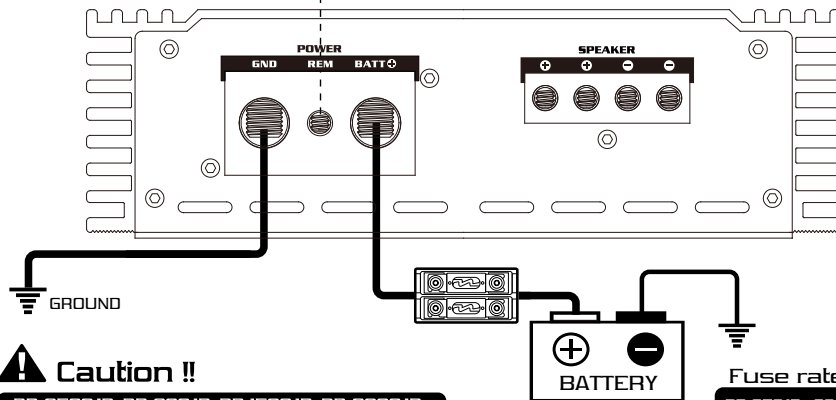 POWER
GND REM BATT+
SPEAKER
+ + − −
GROUND
+ −
BATTERY
Caution !!
Fuse rate